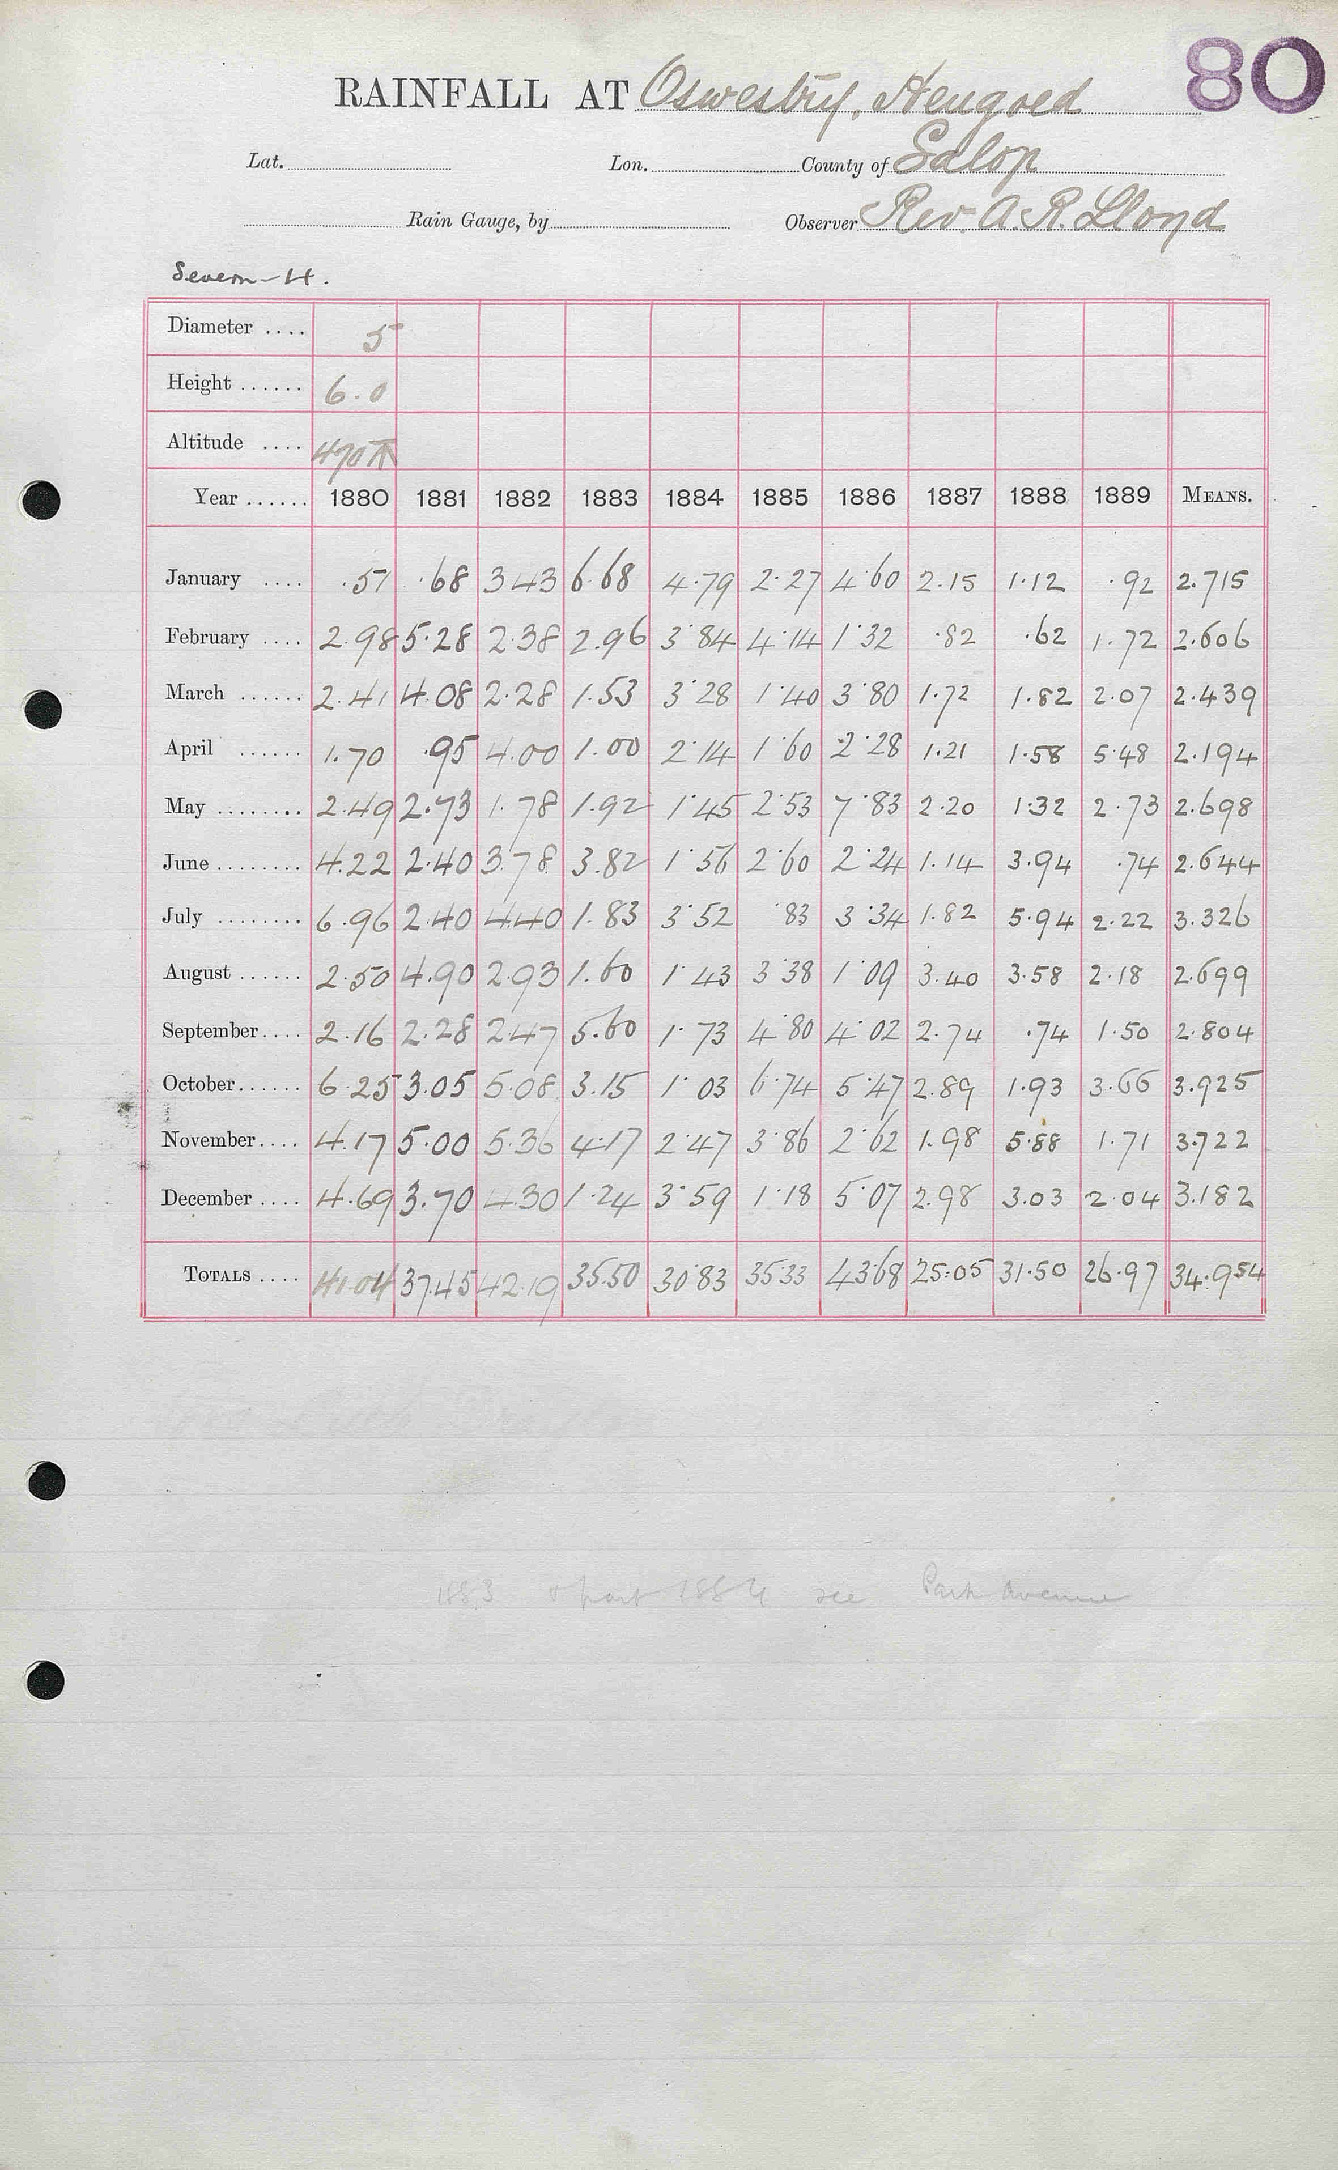 80
RAINFALL AT Oswestry, Hengoed
Lat. Lon. County of Salop
Rain Gauge, by Observer Rev. A. R. Lloyd
Severn-H.
Diameter .... 5
Height ...... 6.0
Altitude .... 470 ft
Year ...... 1880 1881 1882 1883 1884 1885 1886 1887 1888 1889 MEANS.
January .... .57 .68 3.43 6.68 4.79 2.27 4.60 2.15 1.12 .92 2.715
February .... 2.98 5.28 2.38 2.96 3.84 4.14 1.32 .82 .62 1.72 2.606
March ...... 2.41 4.08 2.28 1.53 3.28 1.40 3.80 1.72 1.82 2.07 2.439
April ...... 1.70 .95 4.00 1.00 2.14 1.60 2.28 1.21 1.58 5.48 2.194
May ........ 2.49 2.73 1.78 1.92 1.45 2.53 7.83 2.20 1.32 2.73 2.698
June ........ 4.22 2.40 3.78 3.82 1.56 2.60 2.24 1.14 3.94 .74 2.644
July ........ 6.96 2.40 4.40 1.83 3.52 .83 3.34 1.82 5.94 2.22 3.326
August ...... 2.50 4.90 2.93 1.60 1.43 3.38 1.09 3.40 3.58 2.18 2.699
September .... 2.16 2.28 2.47 5.60 1.73 4.80 4.02 2.74 .74 1.50 2.804
October ...... 6.25 3.05 5.08 3.15 1.03 6.74 5.47 2.89 1.93 3.66 3.925
November .... 4.17 5.00 5.36 4.17 2.47 3.86 2.62 1.98 5.88 1.71 3.722
December .... 4.69 3.70 4.30 1.24 3.59 1.18 5.07 2.98 3.03 2.04 3.182
TOTALS .... 41.04 37.45 42.19 35.50 30.83 35.33 43.68 25.05 31.50 26.97 34.954
1883 & part 1884 see Park Avenue